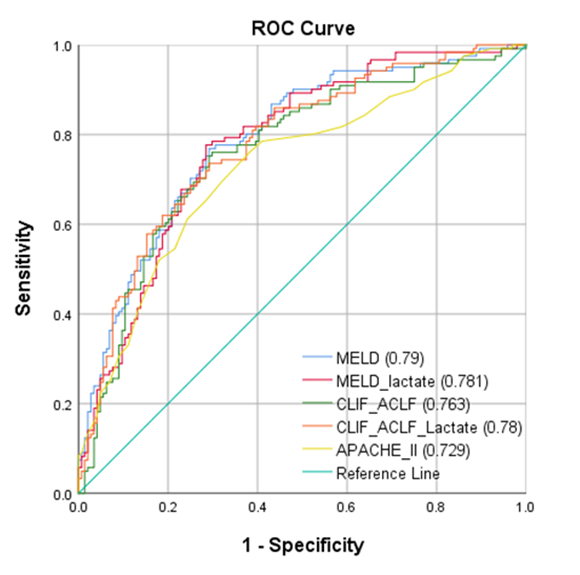 ROC Curve
1.0
0.8
0.6
0.4
0.2
0.0
Sensitivity
MELD (0.79)
MELD_lactate (0.781)
CLIF_ACLF (0.763)
CLIF_ACLF_Lactate (0.78)
APACHE_II (0.729)
Reference Line
0.0 0.2 0.4 0.6 0.8 1.0
1 - Specificity